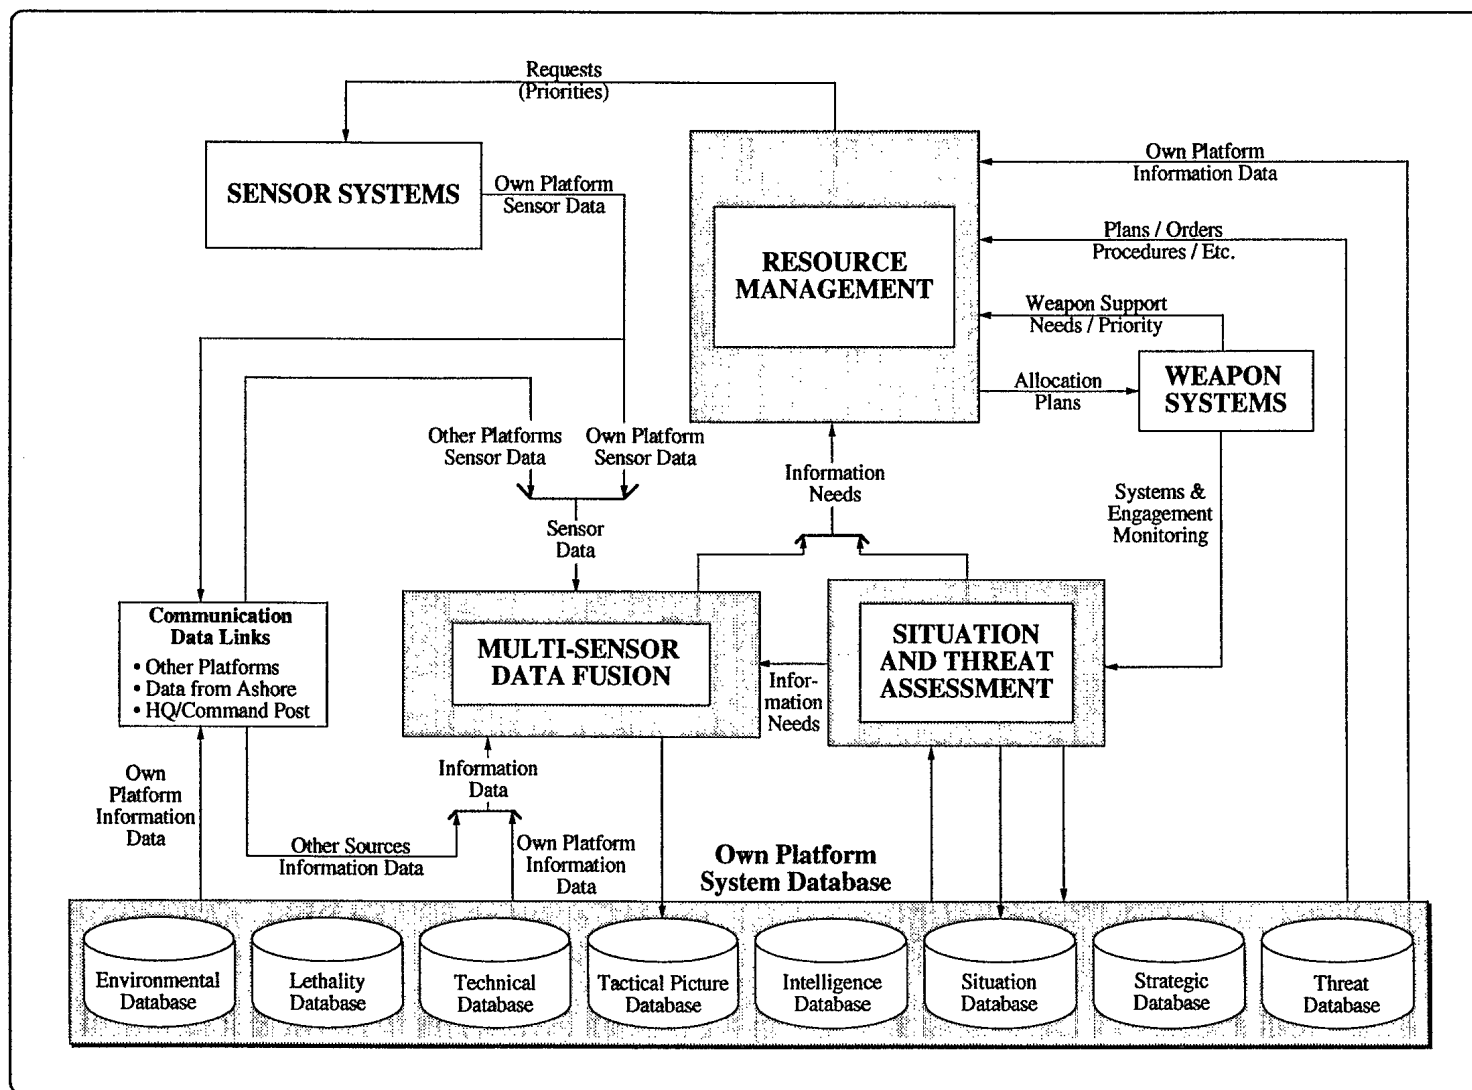 Requests
(Priorities)
SENSOR SYSTEMS
Own Platform
Sensor Data
RESOURCE
MANAGEMENT
Own Platform
Information Data
Plans / Orders
Procedures / Etc.
Weapon Support
Needs / Priority
Allocation
Plans
WEAPON
SYSTEMS
Other Platforms
Sensor Data
Own Platform
Sensor Data
Information
Needs
Systems &
Engagement
Monitoring
Sensor
Data
Communication
Data Links
• Other Platforms
• Data from Ashore
• HQ/Command Post
MULTI-SENSOR
DATA FUSION
Infor-
mation
Needs
SITUATION
AND THREAT
ASSESSMENT
Own
Platform
Information
Data
Information
Data
Other Sources
Information Data
Own Platform
Information
Data
Own Platform
System Database
Environmental
Database
Lethality
Database
Technical
Database
Tactical Picture
Database
Intelligence
Database
Situation
Database
Strategic
Database
Threat
Database